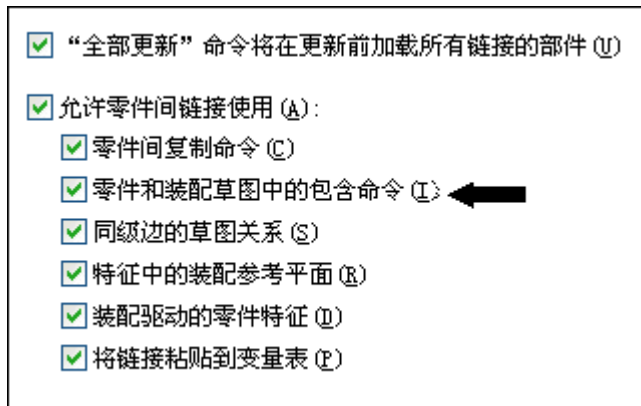 “全部更新”命令将在更新前加载所有链接的部件(U)
允许零件间链接使用(A):
零件间复制命令(C)
零件和装配草图中的包含命令(I)
同级边的草图关系(S)
特征中的装配参考平面(R)
装配驱动的零件特征(D)
将链接粘贴到变量表(P)